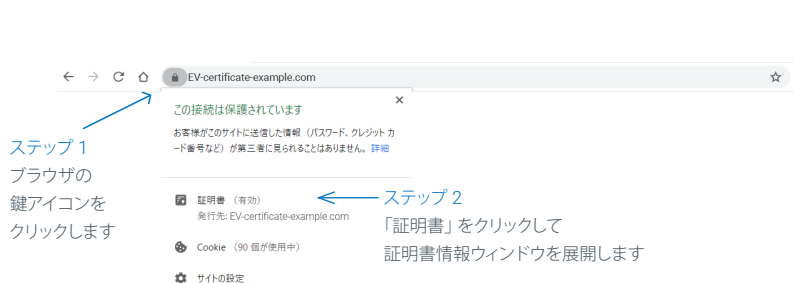 EV-certificate-example.com
この接続は保護されています
お客様がこのサイトに送信した情報（パスワード、クレジット カ
ード番号など）が第三者に見られることはありません。 詳細
ステップ 1
ブラウザの
鍵アイコンを
クリックします
証明書 （有効）
発行先: EV-certificate-example.com
ステップ 2
「証明書」をクリックして
証明書情報ウィンドウを展開します
Cookie （90 個が使用中）
サイトの設定